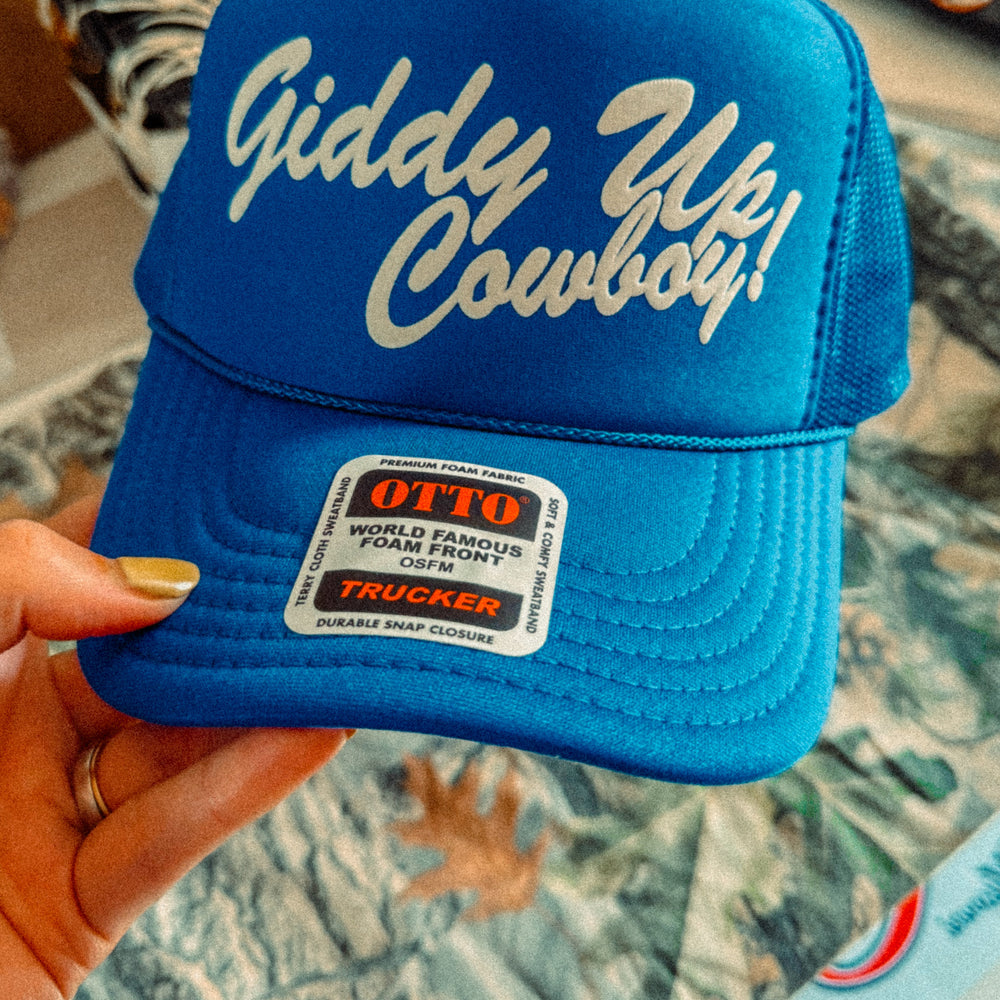 Giddy Up
Cowboy!
PREMIUM FOAM FABRIC
OTTO®
WORLD FAMOUS
FOAM FRONT
OSFM
TRUCKER
DURABLE SNAP CLOSURE
TERRY CLOTH SWEATBAND
SOFT & COMFY SWEATBAND